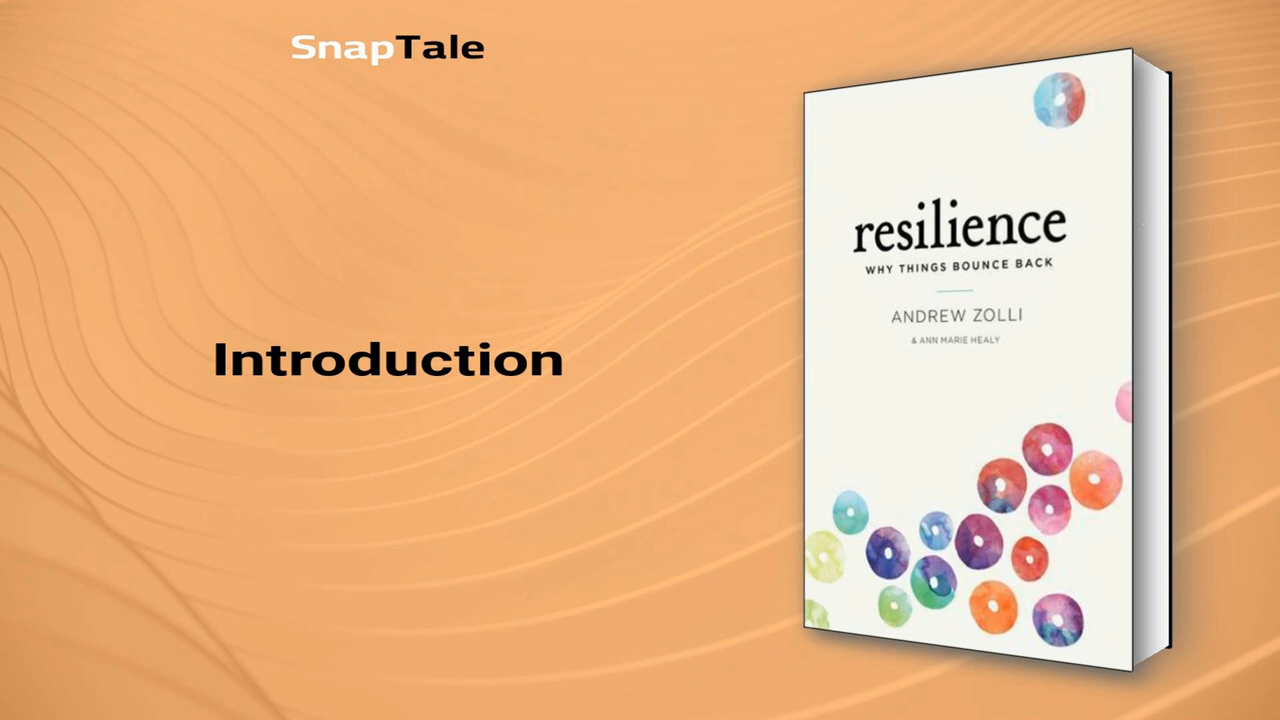 SnapTale
Introduction
resilience
WHY THINGS BOUNCE BACK
ANDREW ZOLLI
& ANN MARIE HEALY